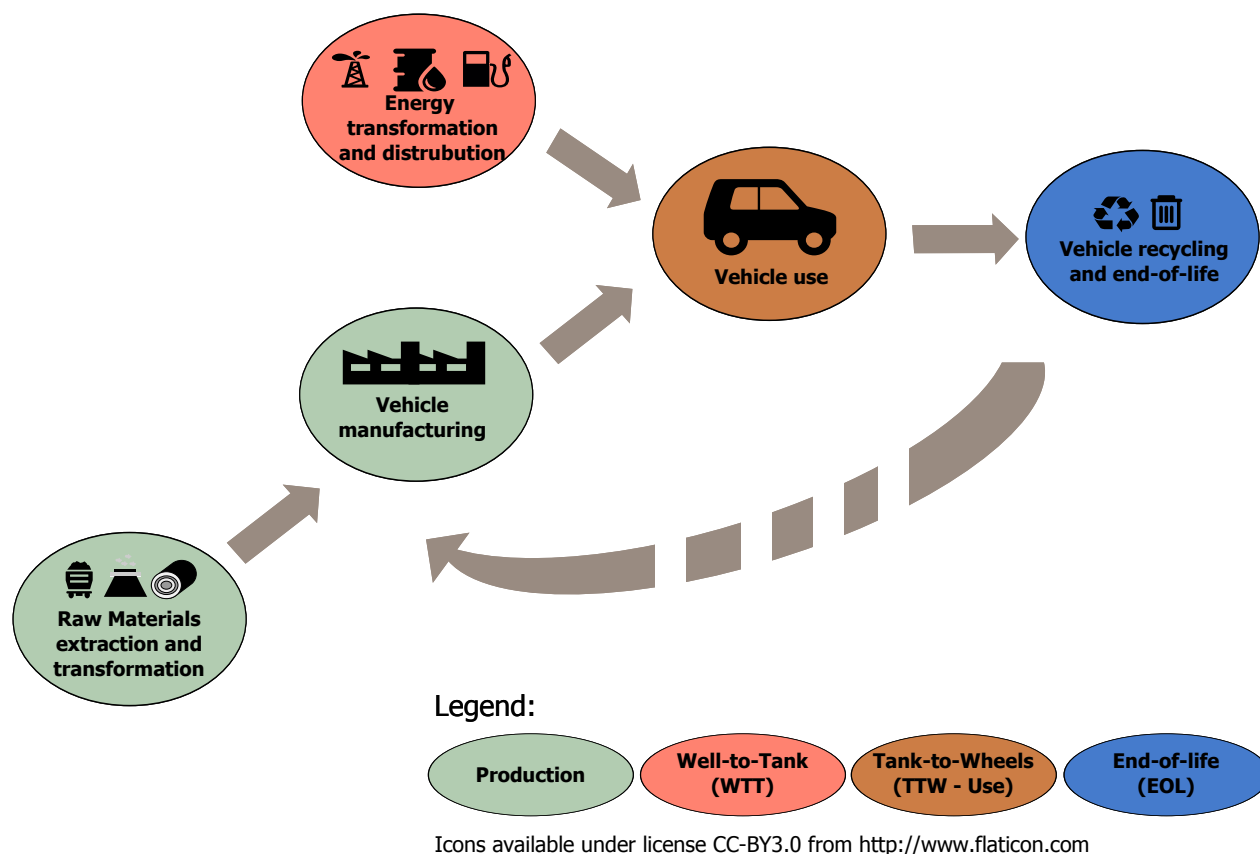 Energy
transformation
and distrubution
Vehicle use
Vehicle recycling
and end-of-life
Vehicle
manufacturing
Raw Materials
extraction and
transformation
Legend:
Production
Well-to-Tank
(WTT)
Tank-to-Wheels
(TTW - Use)
End-of-life
(EOL)
Icons available under license CC-BY3.0 from http://www.flaticon.com